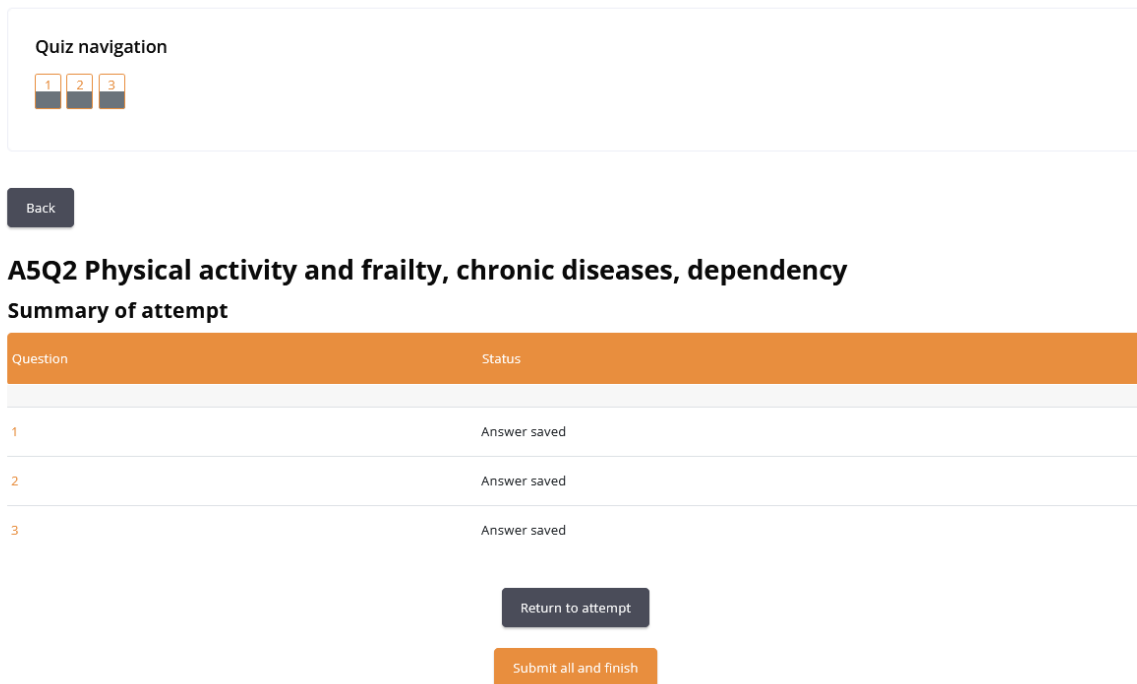 Quiz navigation
1 2 3
Back
A5Q2 Physical activity and frailty, chronic diseases, dependency
Summary of attempt
Question Status
1 Answer saved
2 Answer saved
3 Answer saved
Return to attempt
Submit all and finish